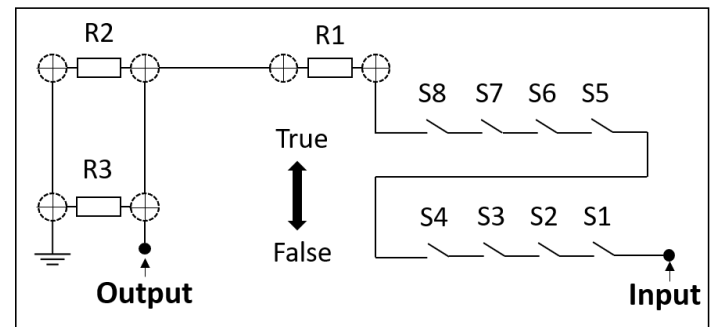 R2
R1
S8 S7 S6 S5
True
R3
S4 S3 S2 S1
False
Output
Input